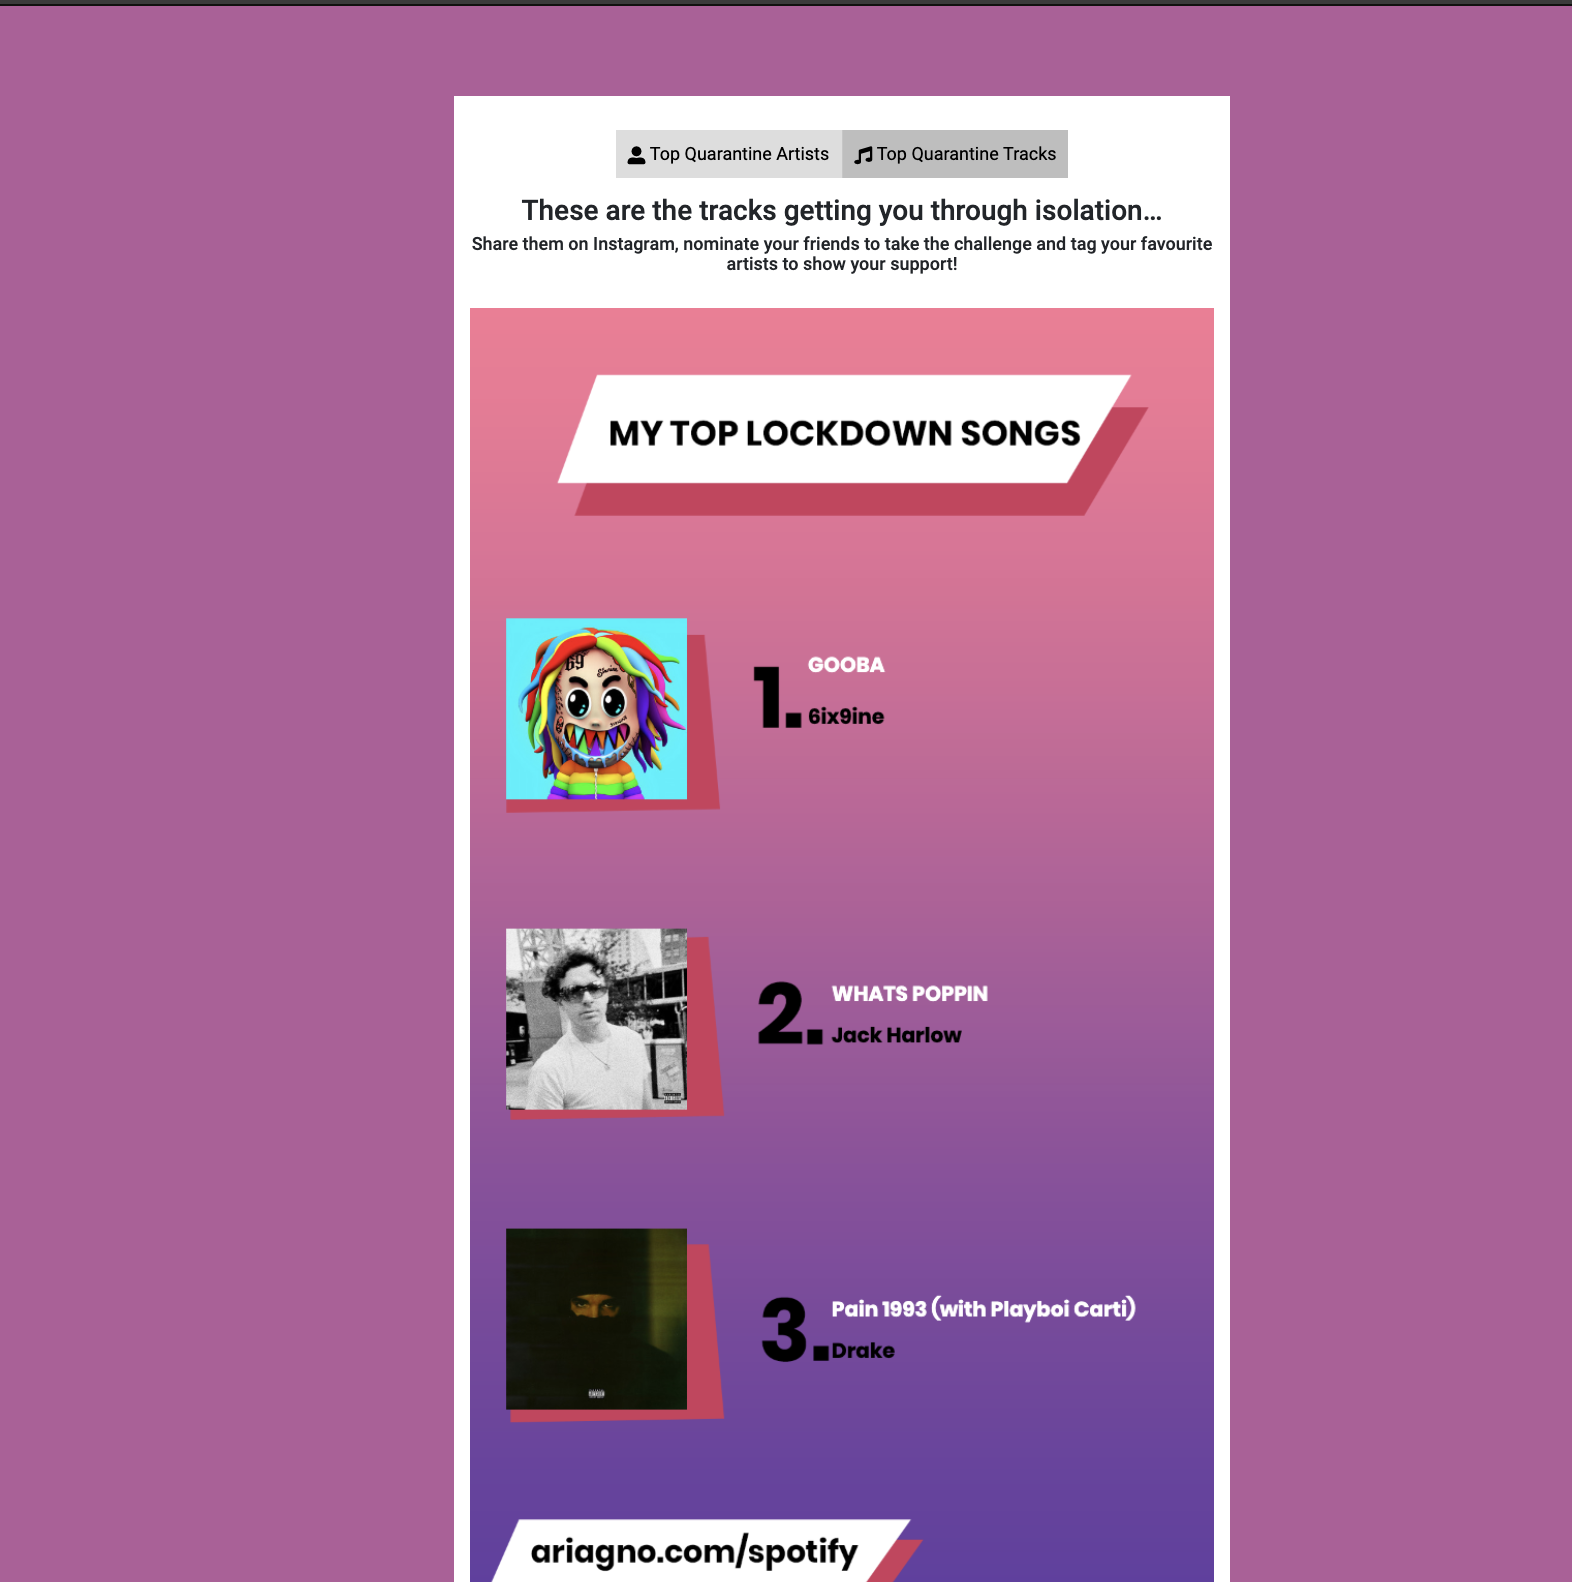 Top Quarantine Artists
Top Quarantine Tracks
These are the tracks getting you through isolation...
Share them on Instagram, nominate your friends to take the challenge and tag your favourite
artists to show your support!
MY TOP LOCKDOWN SONGS
69
1.
GOOBA
6ix9ine
2.
WHATS POPPIN
Jack Harlow
3.
Pain 1993 (with Playboi Carti)
Drake
ariagno.com/spotify